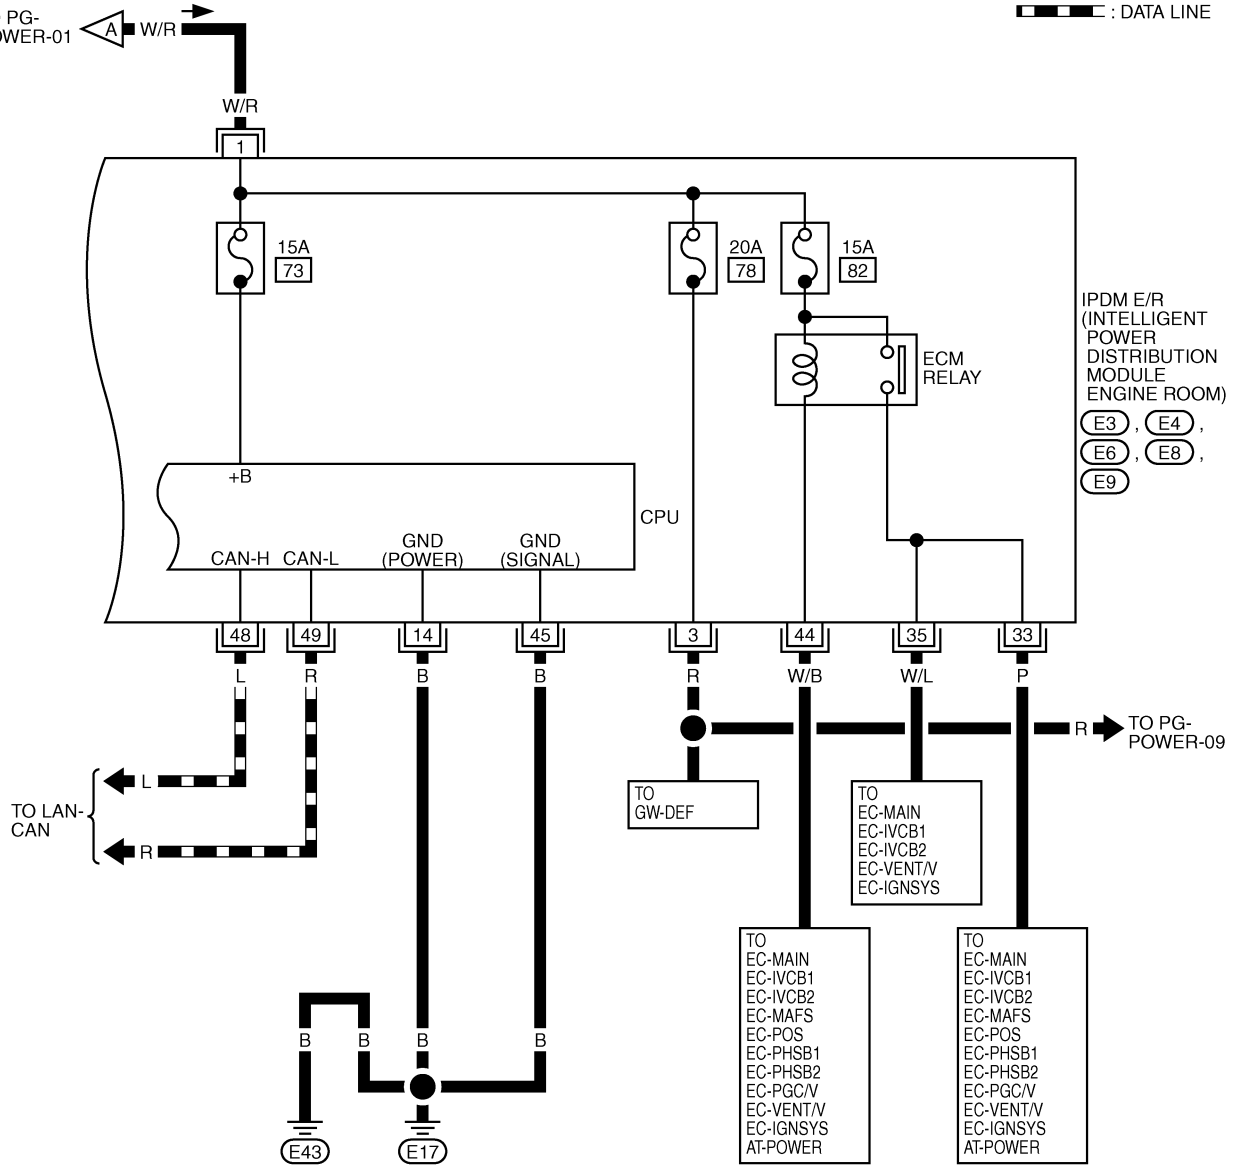 PG-
A W/R
: DATA LINE
OWER-01
W/R
1
15A
73
20A
78
15A
82
IPDM E/R
(INTELLIGENT
POWER
DISTRIBUTION
MODULE
ENGINE ROOM)
E3 , E4 ,
E6 , E8 ,
E9
ECM
RELAY
+B
CPU
CAN-H CAN-L
GND
(POWER)
GND
(SIGNAL)
48 49 14 45 3 44 35 33
L R B B R W/B W/L P
R
TO PG-
POWER-09
L
TO LAN-
CAN
R
TO
GW-DEF
TO
EC-MAIN
EC-IVCB1
EC-IVCB2
EC-VENT/V
EC-IGNSYS
TO
EC-MAIN
EC-IVCB1
EC-IVCB2
EC-MAFS
EC-POS
EC-PHSB1
EC-PHSB2
EC-PGC/V
EC-VENT/V
EC-IGNSYS
AT-POWER
TO
EC-MAIN
EC-IVCB1
EC-IVCB2
EC-MAFS
EC-POS
EC-PHSB1
EC-PHSB2
EC-PGC/V
EC-VENT/V
EC-IGNSYS
AT-POWER
B B B B
E43 E17